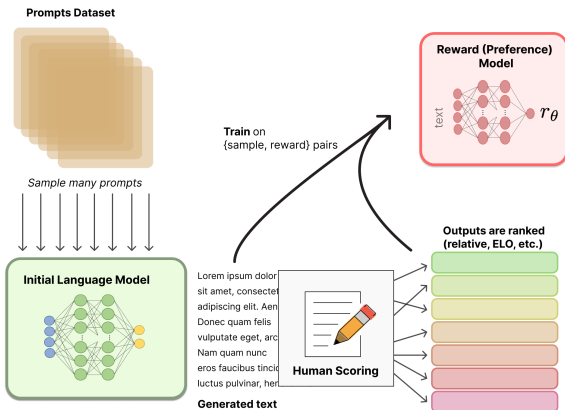 Prompts Dataset
Sample many prompts
Initial Language Model
Train on
{sample, reward} pairs
Reward (Preference)
Model
text
rθ
Lorem ipsum dolor
sit amet, consectet
adipiscing elit. Aen
Donec quam felis
vulputate eget, arc
Nam quam nunc
eros faucibus tincid
luctus pulvinar, her
Generated text
Human Scoring
Outputs are ranked
(relative, ELO, etc.)